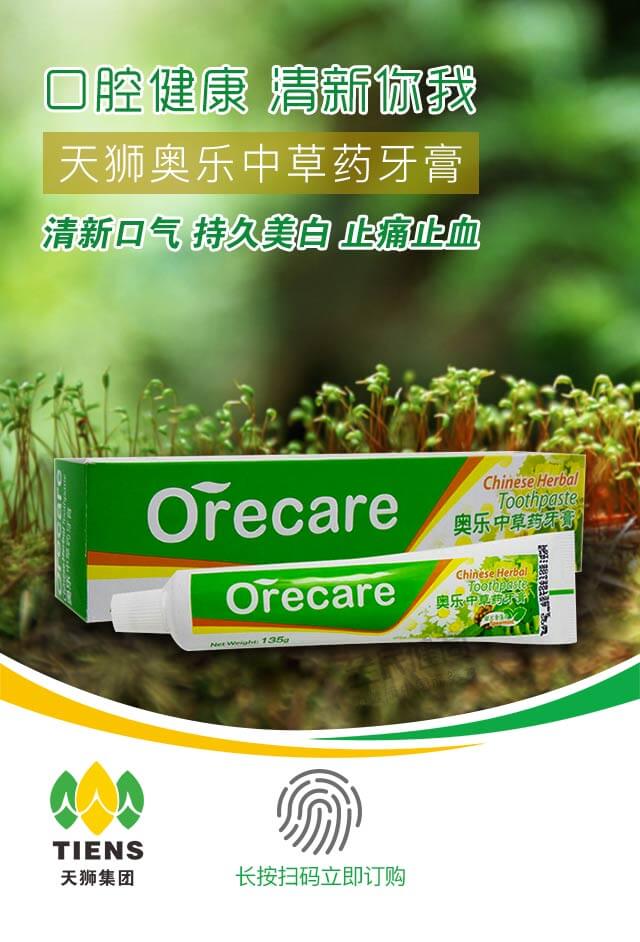 口腔健康 清新你我
天狮奥乐中草药牙膏
清新口气 持久美白 止痛止血
Orecare
Chinese Herbal
Toothpaste
奥乐中草药牙膏
Orecare
Chinese Herbal
Toothpaste
奥乐中草药牙膏
Net Weight: 135g
TIENS
天狮集团
长按扫码立即订购